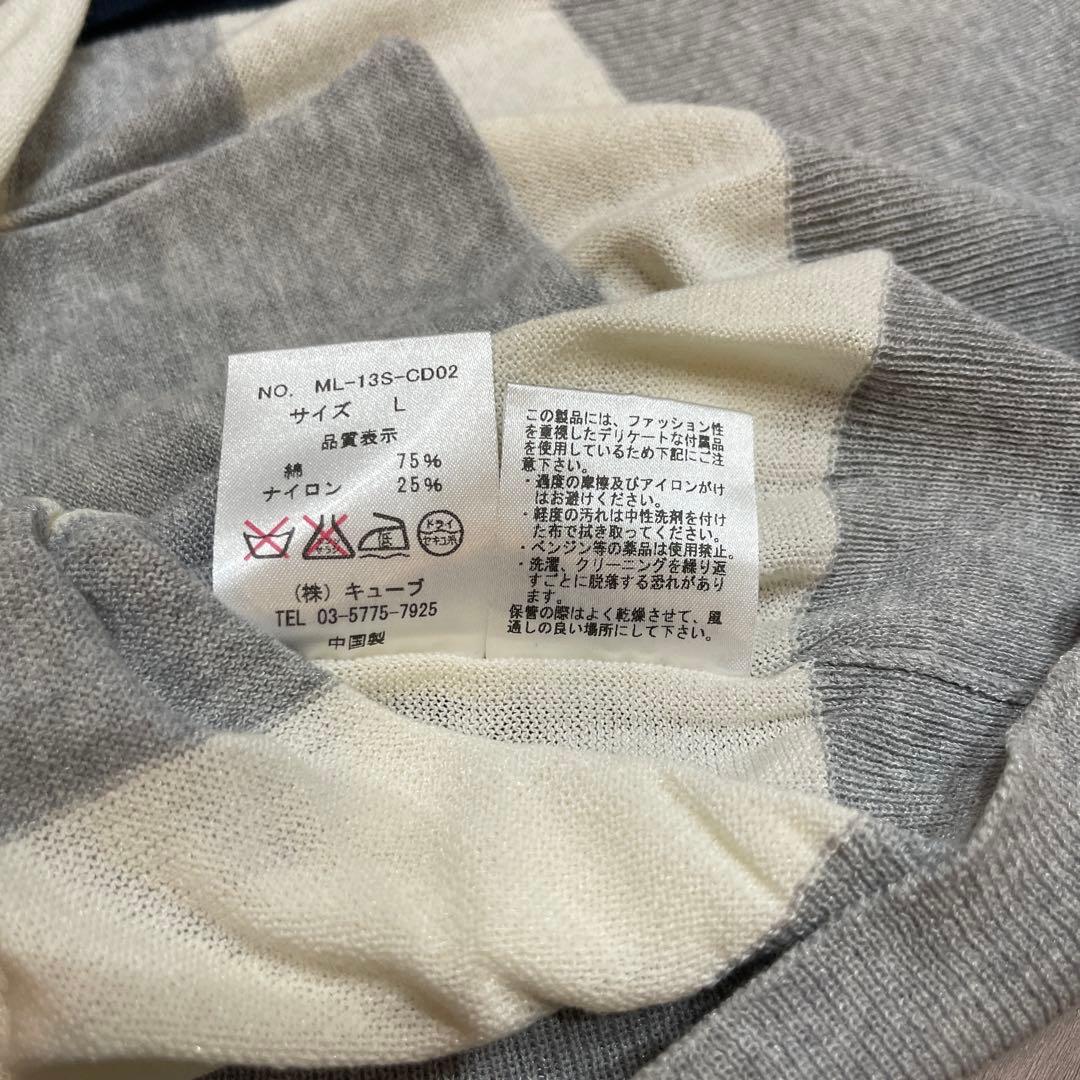 NO. ML-13S-CD02
サイズ L
品質表示
綿 75%
ナイロン 25%
エンソサラシ 低 ドライ セキユ系
(株) キューブ
TEL 03-5775-7925
中国製
この製品には、ファッション性
を重視したデリケートな付属品
を使用しているため下記にご注
意下さい。
・過度の摩擦及びアイロンがけ
はお避けください。
・軽度の汚れは中性洗剤を付け
た布で拭き取ってください。
・ベンジン等の薬品は使用禁止。
・洗濯、クリーニングを繰り返
すごとに脱落する恐れがあり
ます。
保管の際はよく乾燥させて、風
通しの良い場所にして下さい。